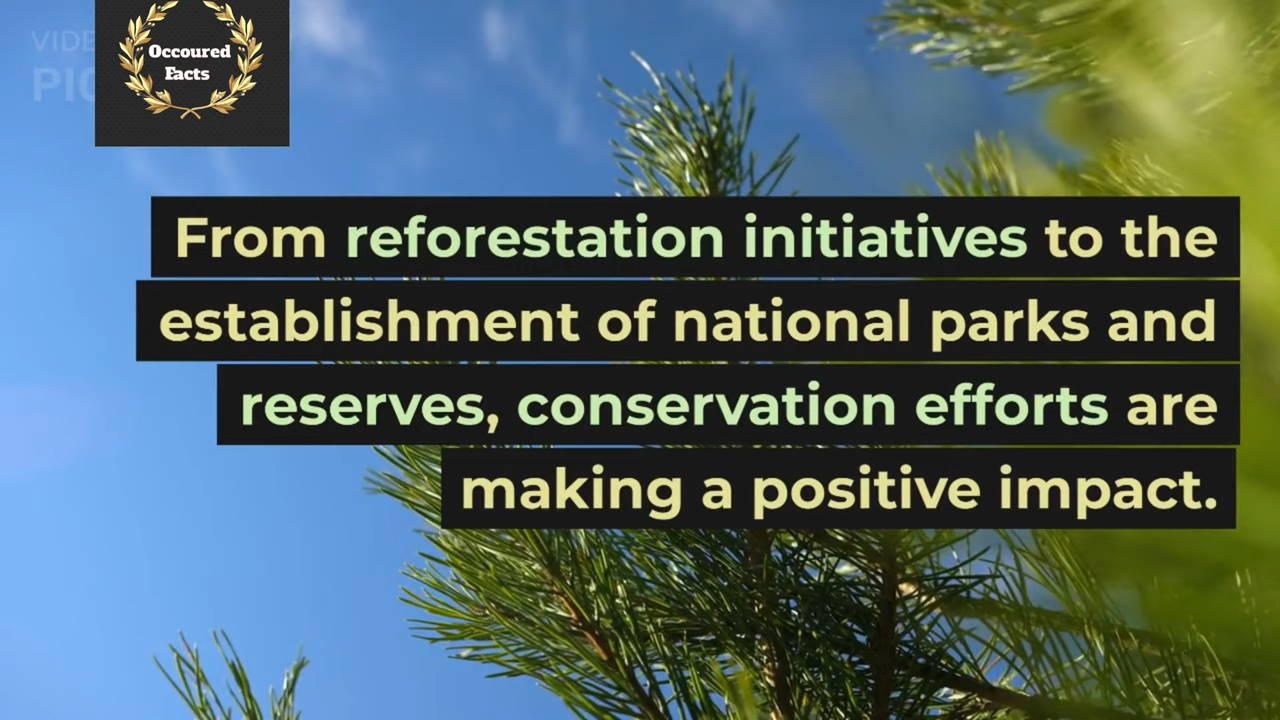 Occoured
Facts
From reforestation initiatives to the
establishment of national parks and
reserves, conservation efforts are
making a positive impact.